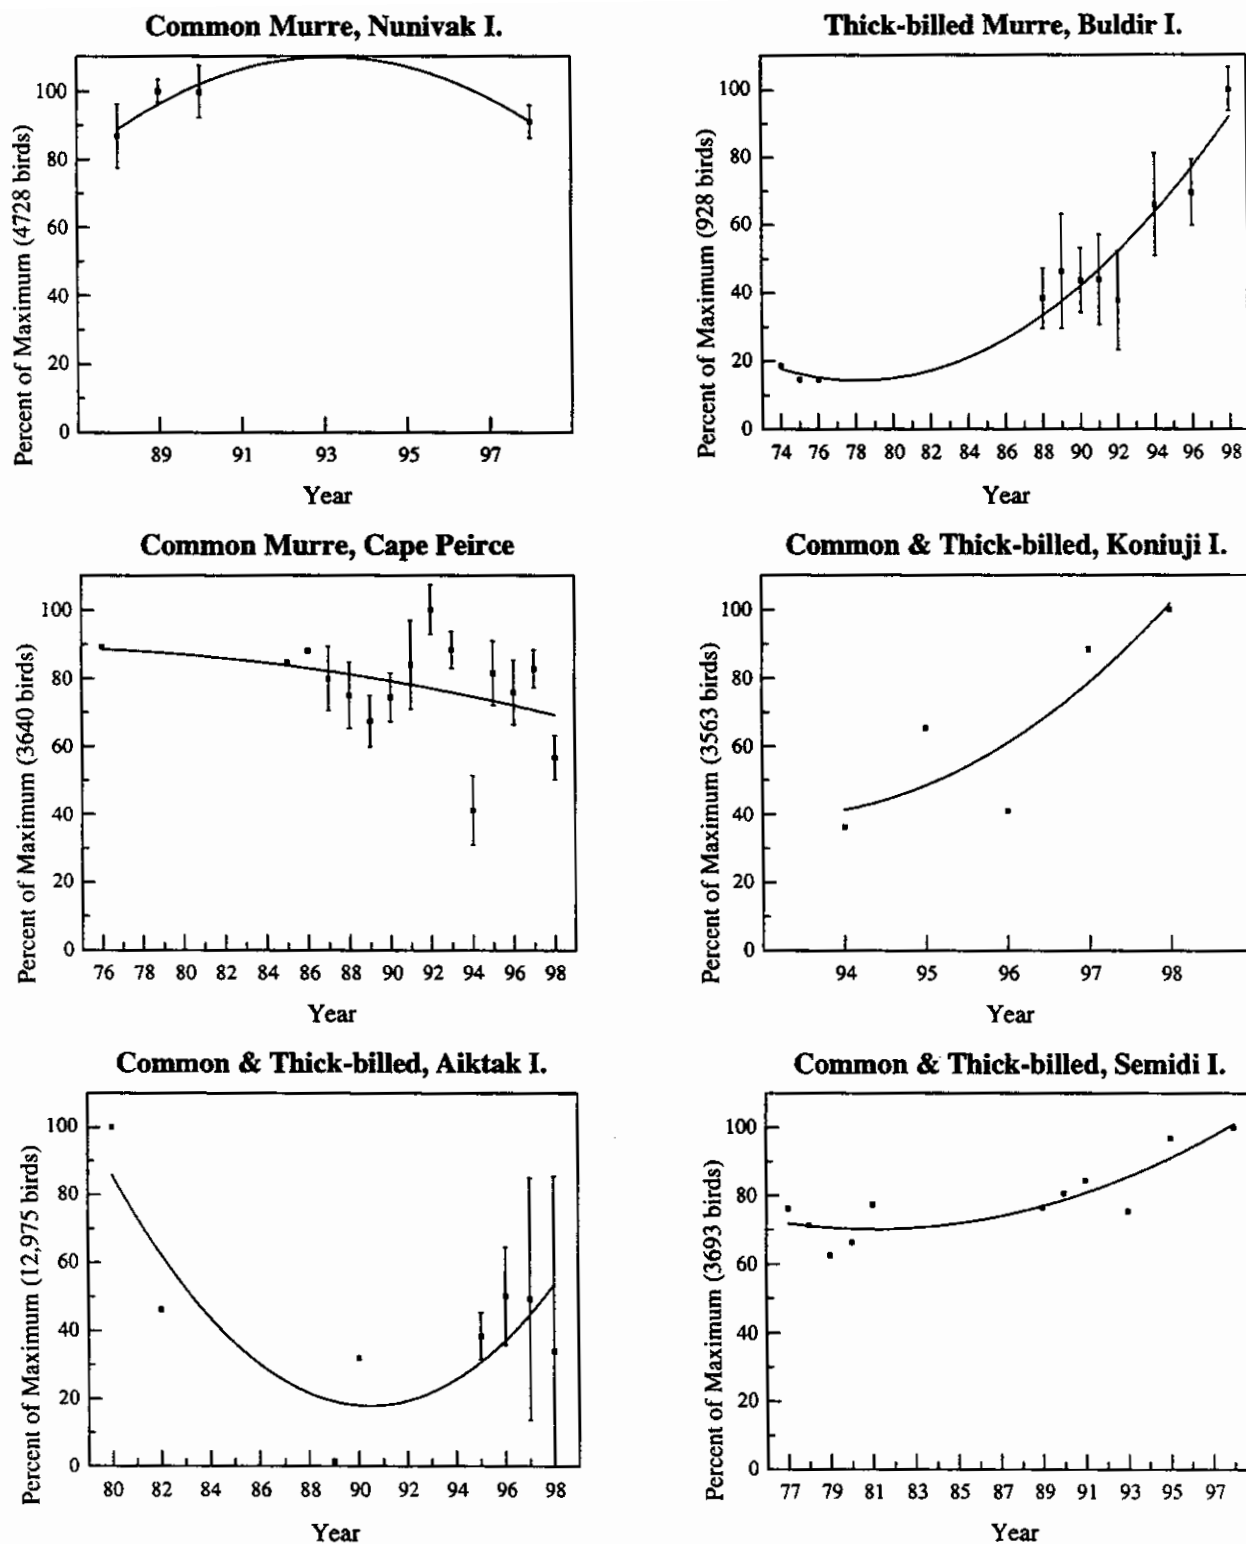 Common Murre, Nunivak I.
Percent of Maximum (4728 birds)
100
80
60
40
20
0
89 91 93 95 97
Year
Thick-billed Murre, Buldir I.
Percent of Maximum (928 birds)
100
80
60
40
20
0
74 76 78 80 82 84 86 88 90 92 94 96 98
Year
Common Murre, Cape Peirce
Percent of Maximum (3640 birds)
100
80
60
40
20
0
76 78 80 82 84 86 88 90 92 94 96 98
Year
Common & Thick-billed, Koniuji I.
Percent of Maximum (3563 birds)
100
80
60
40
20
0
94 95 96 97 98
Year
Common & Thick-billed, Aiktak I.
Percent of Maximum (12,975 birds)
100
80
60
40
20
0
80 82 84 86 88 90 92 94 96 98
Year
Common & Thick-billed, Semidi I.
Percent of Maximum (3693 birds)
100
80
60
40
20
0
77 79 81 83 85 87 89 91 93 95 97
Year